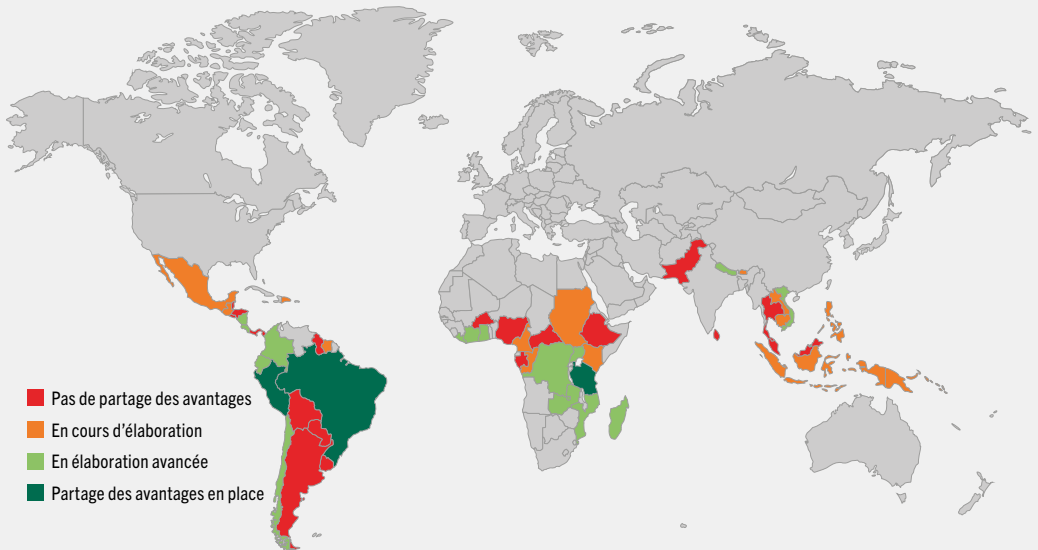 Pas de partage des avantages
En cours d’élaboration
En élaboration avancée
Partage des avantages en place